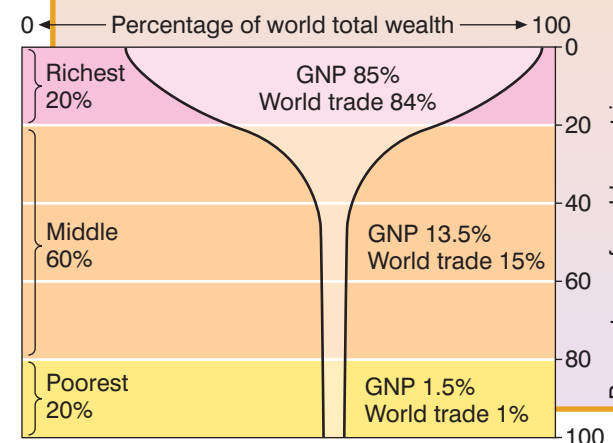 0 Percentage of world total wealth 100
0
Richest
20%
GNP 85%
World trade 84%
20
40
Middle
60%
GNP 13.5%
World trade 15%
60
80
Poorest
20%
GNP 1.5%
World trade 1%
100